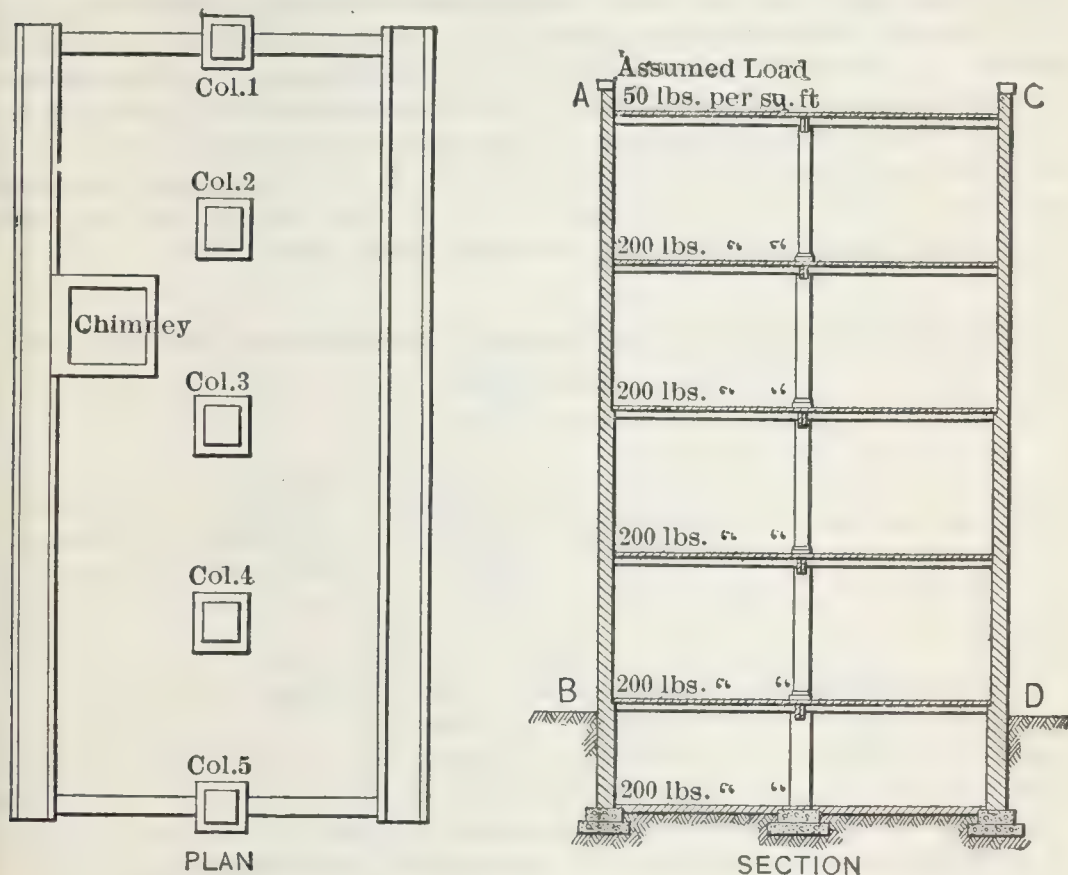 Col.1
Col.2
Chimney
Col.3
Col.4
Col.5
PLAN
Assumed Load
A 50 lbs. per sq. ft C
200 lbs. " "
200 lbs. " "
200 lbs. " "
B 200 lbs. " " D
200 lbs. " "
SECTION